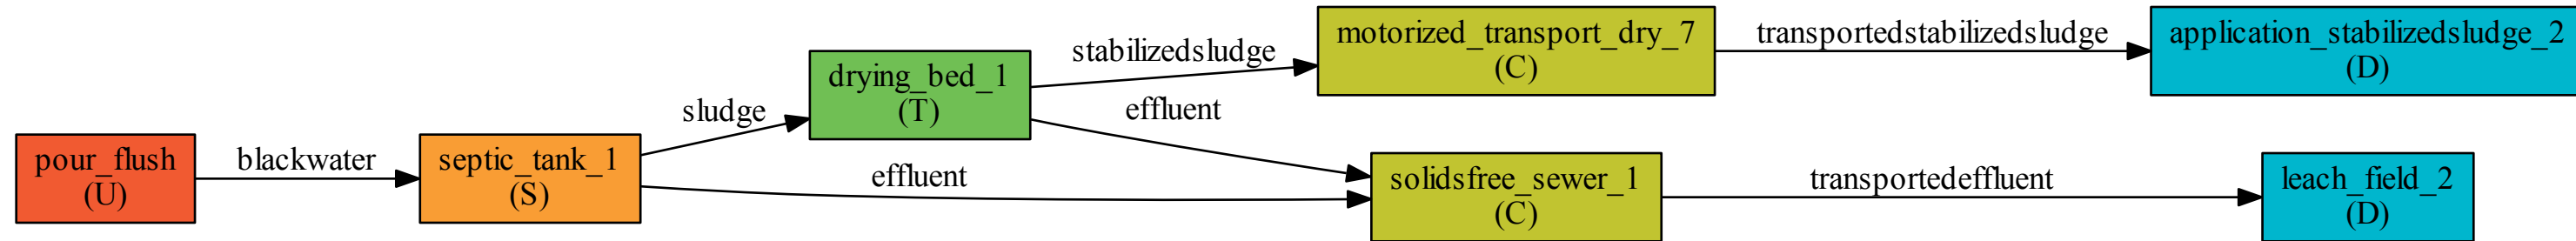 pour_flush
(U)
blackwater
septic_tank_1
(S)
sludge
effluent
drying_bed_1
(T)
stabilizedsludge
effluent
motorized_transport_dry_7
(C)
solidsfree_sewer_1
(C)
transportedstabilizedsludge
transportedeffluent
application_stabilizedsludge_2
(D)
leach_field_2
(D)